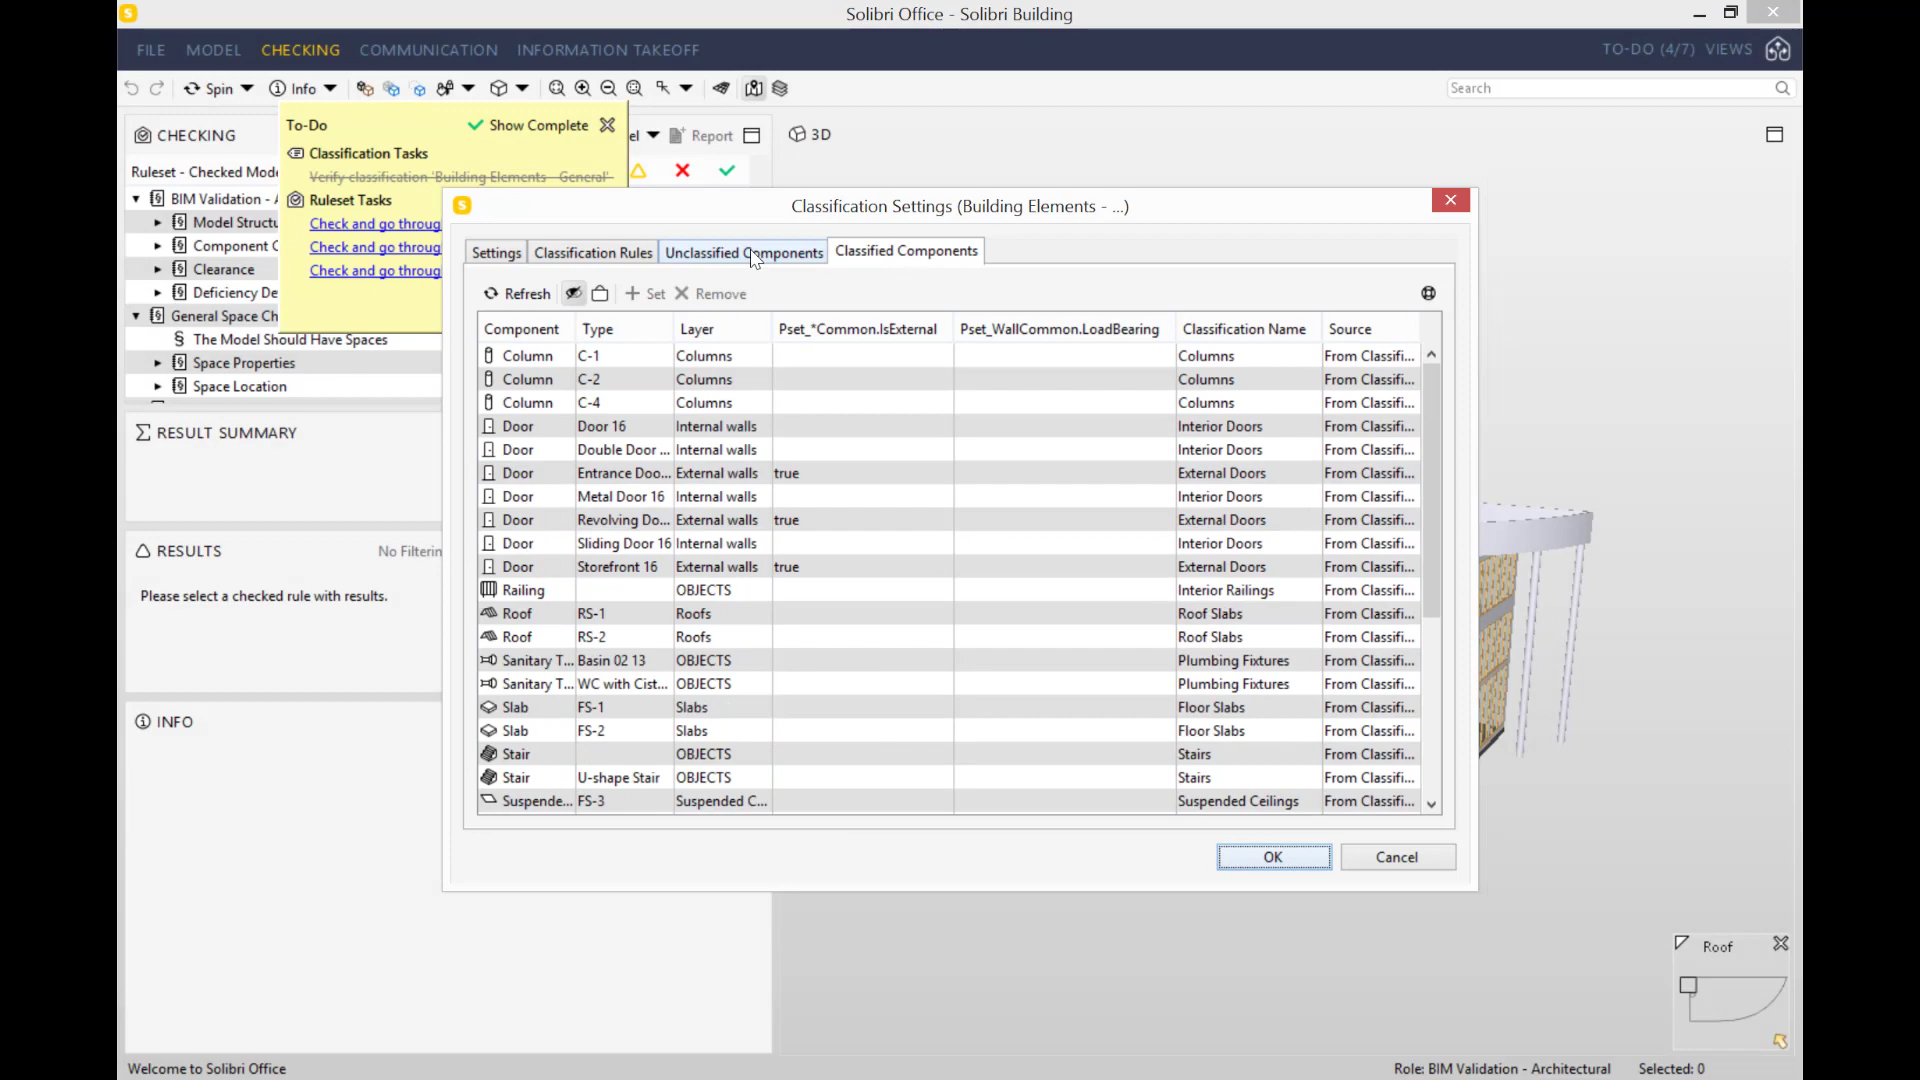 Solibri Office - Solibri Building
FILE MODEL CHECKING COMMUNICATION INFORMATION TAKEOFF TO-DO (4/7) VIEWS
Spin Info Search
CHECKING
To-Do Show Complete
Report
3D
Classification Tasks
Ruleset - Checked Mode
Verify classification 'Building Elements - General'
BIM Validation -
Ruleset Tasks
Model Structu
Check and go throug
Component C
Check and go throug
Clearance
Check and go throug
Deficiency De
General Space Ch
The Model Should Have Spaces
Space Properties
Space Location
RESULT SUMMARY
RESULTS No Filterin
Please select a checked rule with results.
INFO
Classification Settings (Building Elements - ...)
Settings Classification Rules Unclassified Components Classified Components
Refresh Set Remove
Component Type Layer Pset_*Common.IsExternal Pset_WallCommon.LoadBearing Classification Name Source
Column C-1 Columns Columns From Classifi...
Column C-2 Columns Columns From Classifi...
Column C-4 Columns Columns From Classifi...
Door Door 16 Internal walls Interior Doors From Classifi...
Door Double Door ... Internal walls Interior Doors From Classifi...
Door Entrance Doo... External walls true External Doors From Classifi...
Door Metal Door 16 Internal walls Interior Doors From Classifi...
Door Revolving Do... External walls true External Doors From Classifi...
Door Sliding Door 16 Internal walls Interior Doors From Classifi...
Door Storefront 16 External walls true External Doors From Classifi...
Railing OBJECTS Interior Railings From Classifi...
Roof RS-1 Roofs Roof Slabs From Classifi...
Roof RS-2 Roofs Roof Slabs From Classifi...
Sanitary T... Basin 02 13 OBJECTS Plumbing Fixtures From Classifi...
Sanitary T... WC with Cist... OBJECTS Plumbing Fixtures From Classifi...
Slab FS-1 Slabs Floor Slabs From Classifi...
Slab FS-2 Slabs Floor Slabs From Classifi...
Stair OBJECTS Stairs From Classifi...
Stair U-shape Stair OBJECTS Stairs From Classifi...
Suspende... FS-3 Suspended C... Suspended Ceilings From Classifi...
OK Cancel
Roof
Welcome to Solibri Office Role: BIM Validation - Architectural Selected: 0